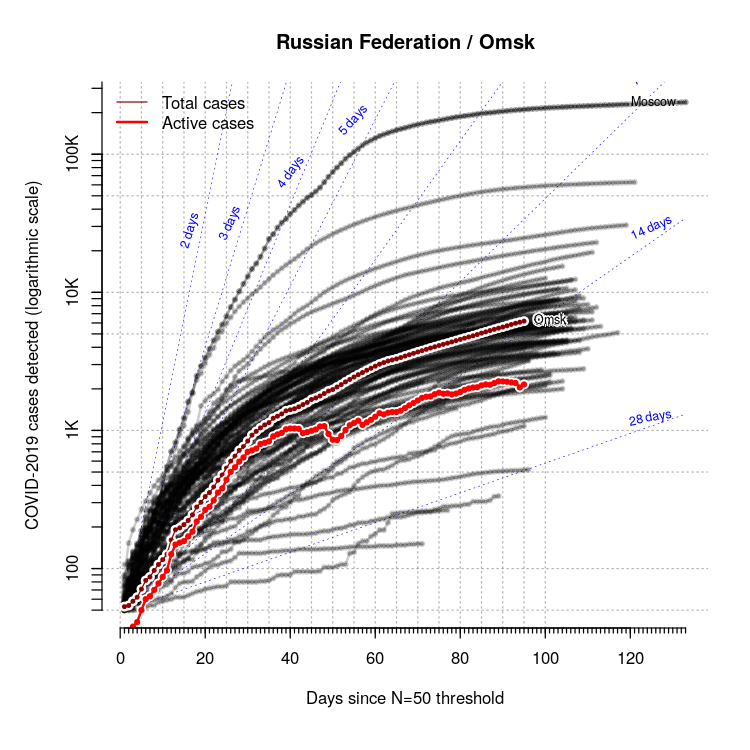 Russian Federation / Omsk
Total cases
Active cases
Moscow
2 days
3 days
4 days
5 days
14 days
28 days
Omsk
COVID-2019 cases detected (logarithmic scale)
100K
10K
1K
100
0 20 40 60 80 100 120
Days since N=50 threshold